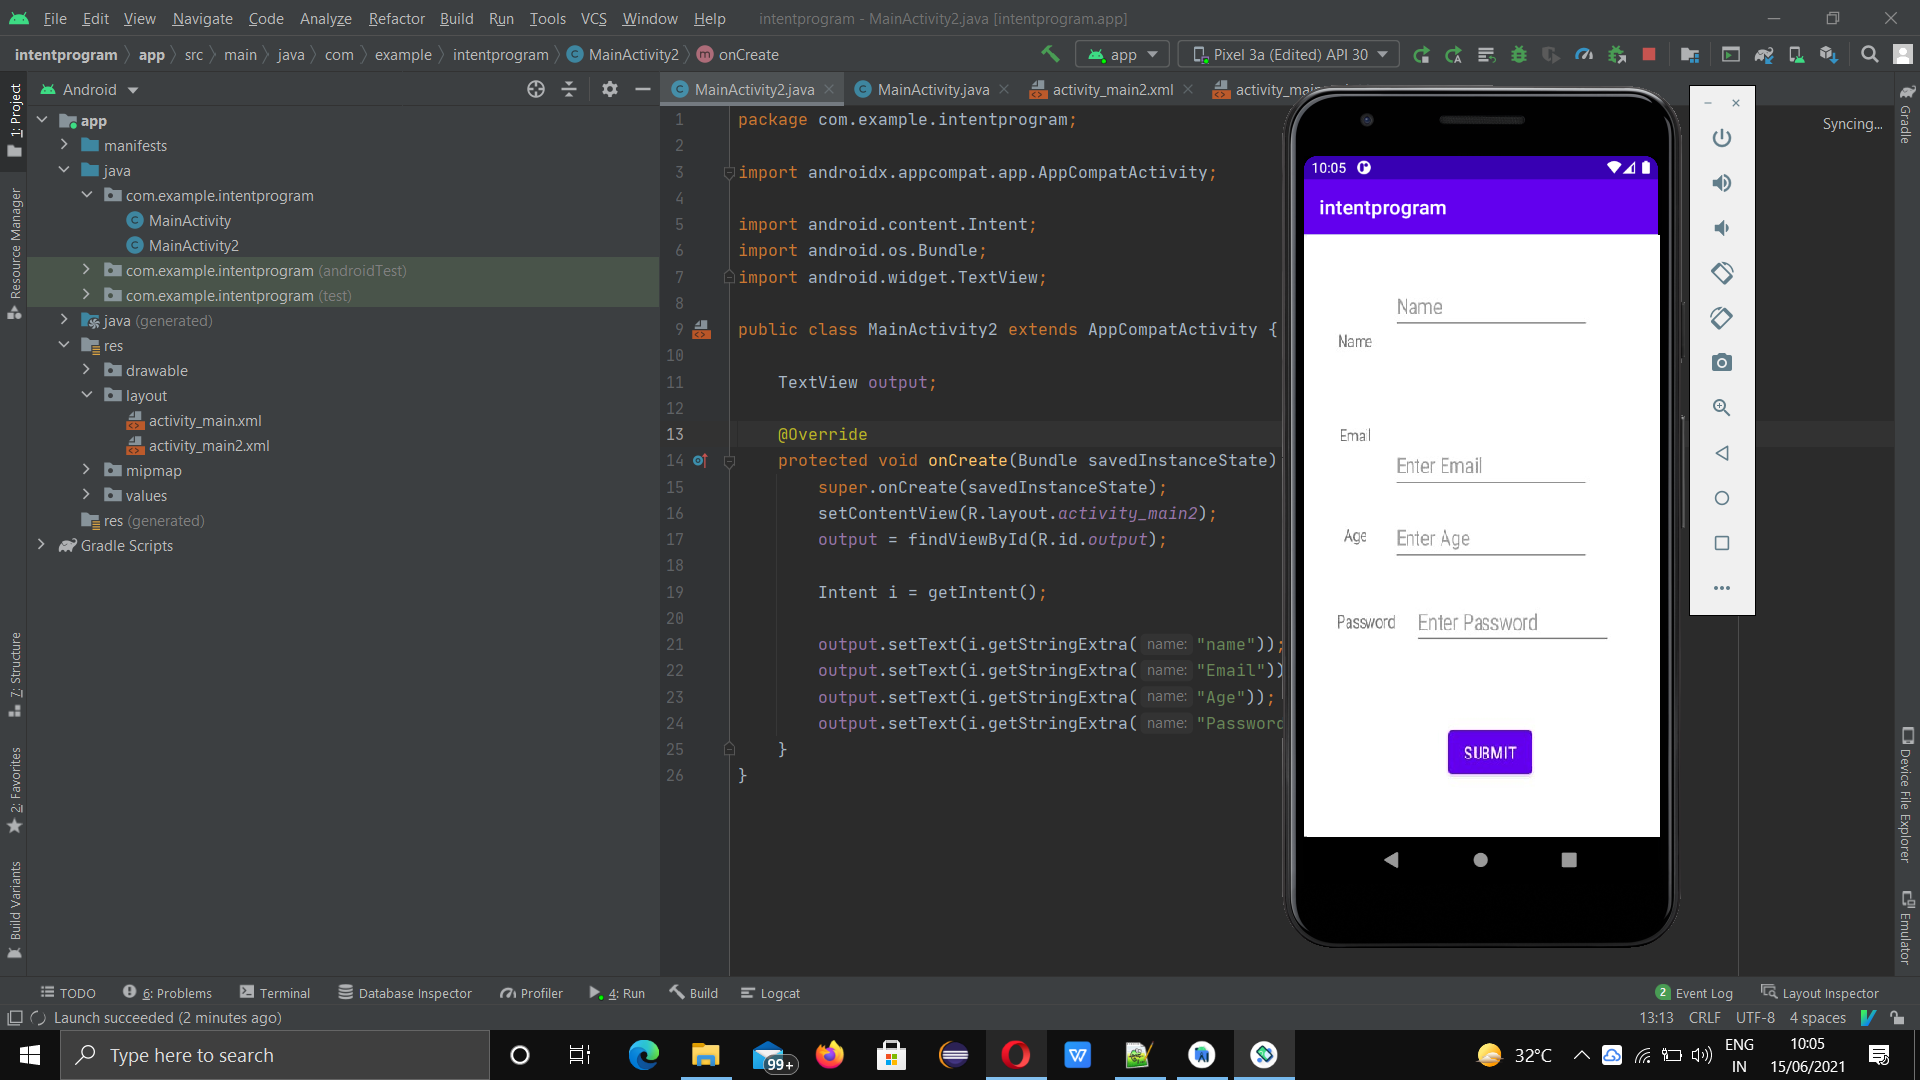 File Edit View Navigate Code Analyze Refactor Build Run Tools VCS Window Help intentprogram - MainActivity2.java [intentprogram.app]
intentprogram app src main java com example intentprogram MainActivity2 onCreate app Pixel 3a (Edited) API 30
1: Project
Resource Manager
7: Structure
2: Favorites
Build Variants
Android
app
manifests
java
com.example.intentprogram
MainActivity
MainActivity2
com.example.intentprogram (androidTest)
com.example.intentprogram (test)
java (generated)
res
drawable
layout
activity_main.xml
activity_main2.xml
mipmap
values
res (generated)
Gradle Scripts
MainActivity2.java MainActivity.java activity_main2.xml
Syncing...
1 package com.example.intentprogram;
2
3 import androidx.appcompat.app.AppCompatActivity;
4
5 import android.content.Intent;
6 import android.os.Bundle;
7 import android.widget.TextView;
8
9 public class MainActivity2 extends AppCompatActivity {
10
11 TextView output;
12
13 @Override
14 protected void onCreate(Bundle savedInstanceState)
15 super.onCreate(savedInstanceState);
16 setContentView(R.layout.activity_main2);
17 output = findViewById(R.id.output);
18
19 Intent i = getIntent();
20
21 output.setText(i.getStringExtra( name: "name"));
22 output.setText(i.getStringExtra( name: "Email"))
23 output.setText(i.getStringExtra( name: "Age"));
24 output.setText(i.getStringExtra( name: "Password
25 }
26 }
10:05
intentprogram
Name
Name
Email
Enter Email
Age
Enter Age
Password
Enter Password
SUBMIT
Gradle
Device File Explorer
Emulator
TODO 6: Problems Terminal Database Inspector Profiler 4: Run Build Logcat 2 Event Log Layout Inspector
Launch succeeded (2 minutes ago) 13:13 CRLF UTF-8 4 spaces
Type here to search 99+ 32°C ENG IN 10:05 15/06/2021